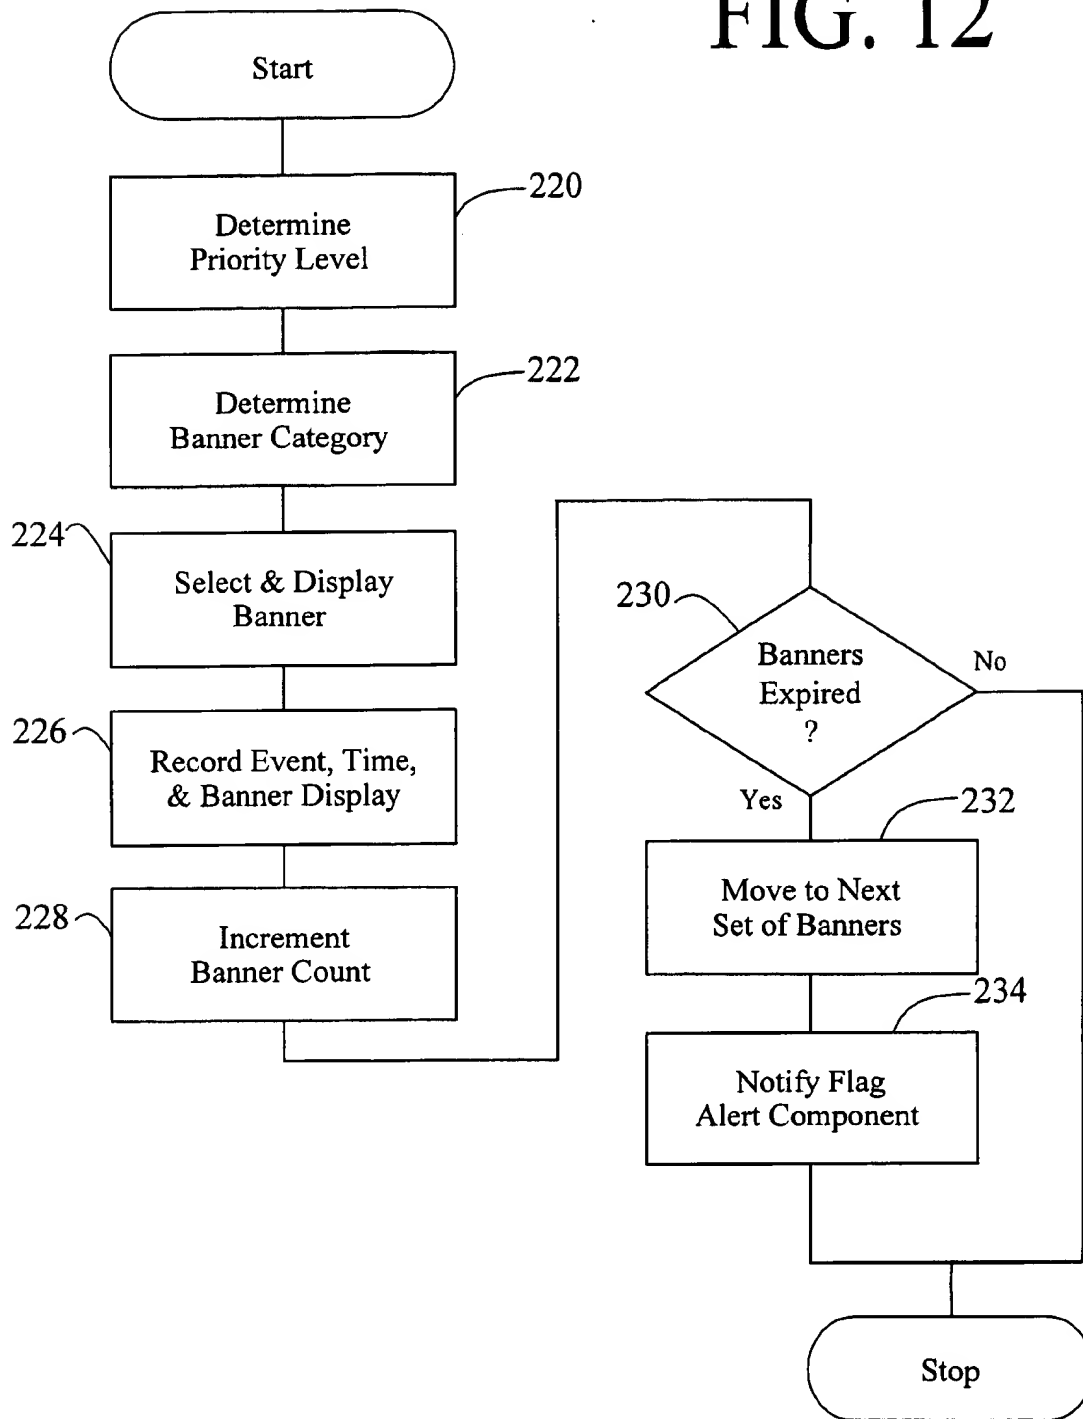 FIG. 12
Start
220
Determine
Priority Level
222
Determine
Banner Category
224
Select & Display
Banner
226
Record Event, Time,
& Banner Display
228
Increment
Banner Count
230
Banners
Expired
?
No
Yes
232
Move to Next
Set of Banners
234
Notify Flag
Alert Component
Stop